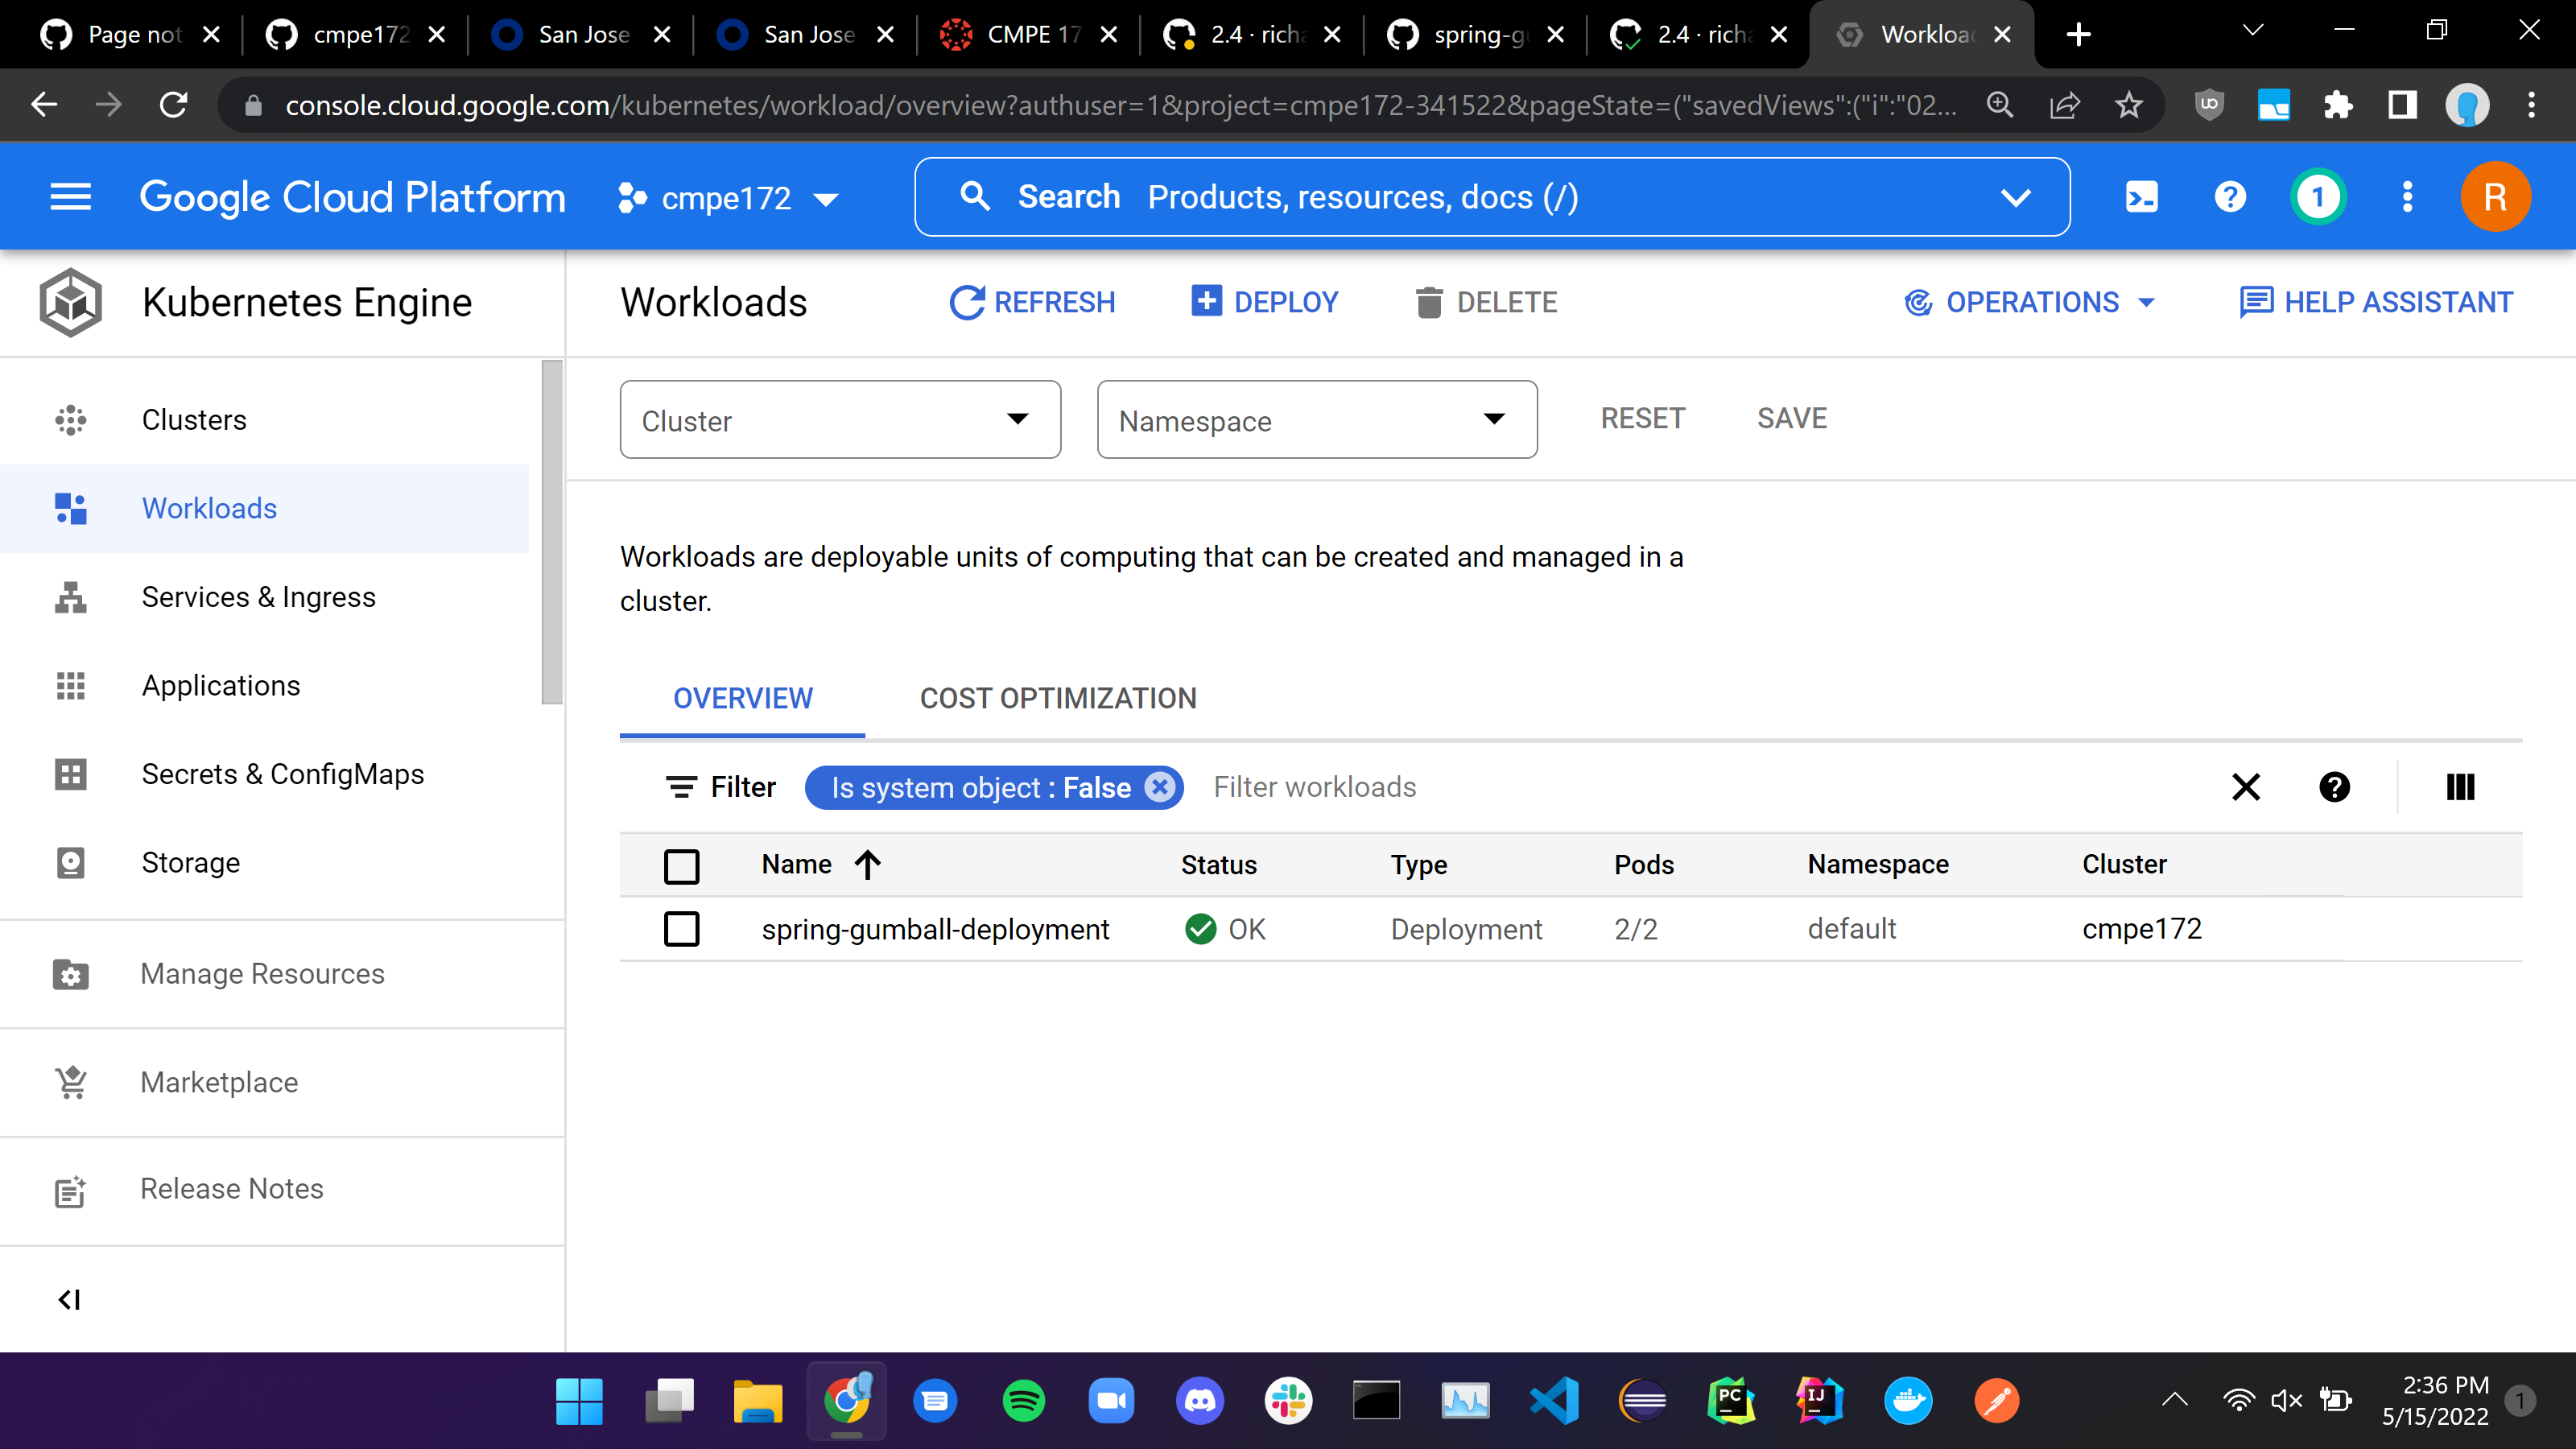 Page not
cmpe172
San Jose
San Jose
CMPE 17
2.4 · richa
spring-gu
2.4 · richa
Workload
console.cloud.google.com/kubernetes/workload/overview?authuser=1&project=cmpe172-341522&pageState=("savedViews":("i":"02...
Google Cloud Platform
cmpe172
Search Products, resources, docs (/)
1
R
Kubernetes Engine
Workloads
REFRESH
DEPLOY
DELETE
OPERATIONS
HELP ASSISTANT
Clusters
Workloads
Services & Ingress
Applications
Secrets & ConfigMaps
Storage
Manage Resources
Marketplace
Release Notes
Cluster
Namespace
RESET
SAVE
Workloads are deployable units of computing that can be created and managed in a
cluster.
OVERVIEW
COST OPTIMIZATION
Filter Is system object : False Filter workloads
Name Status Type Pods Namespace Cluster
spring-gumball-deployment OK Deployment 2/2 default cmpe172
PC
IJ
2:36 PM
5/15/2022
1